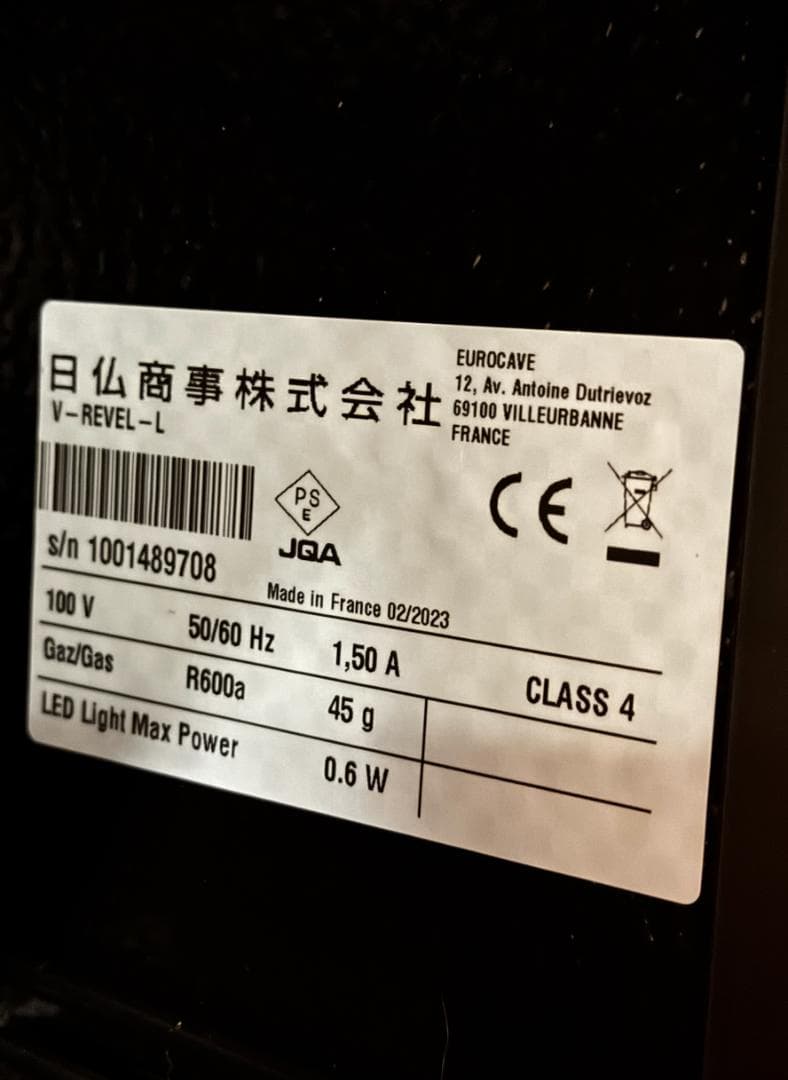 日仏商事株式会社
V-REVEL-L
EUROCAVE
12, Av. Antoine Dutrievoz
69100 VILLEURBANNE
FRANCE
PS
E
JQA
CE
s/n 1001489708
Made in France 02/2023
100 V 50/60 Hz 1,50 A CLASS 4
Gaz/Gas R600a 45 g
LED Light Max Power 0.6 W